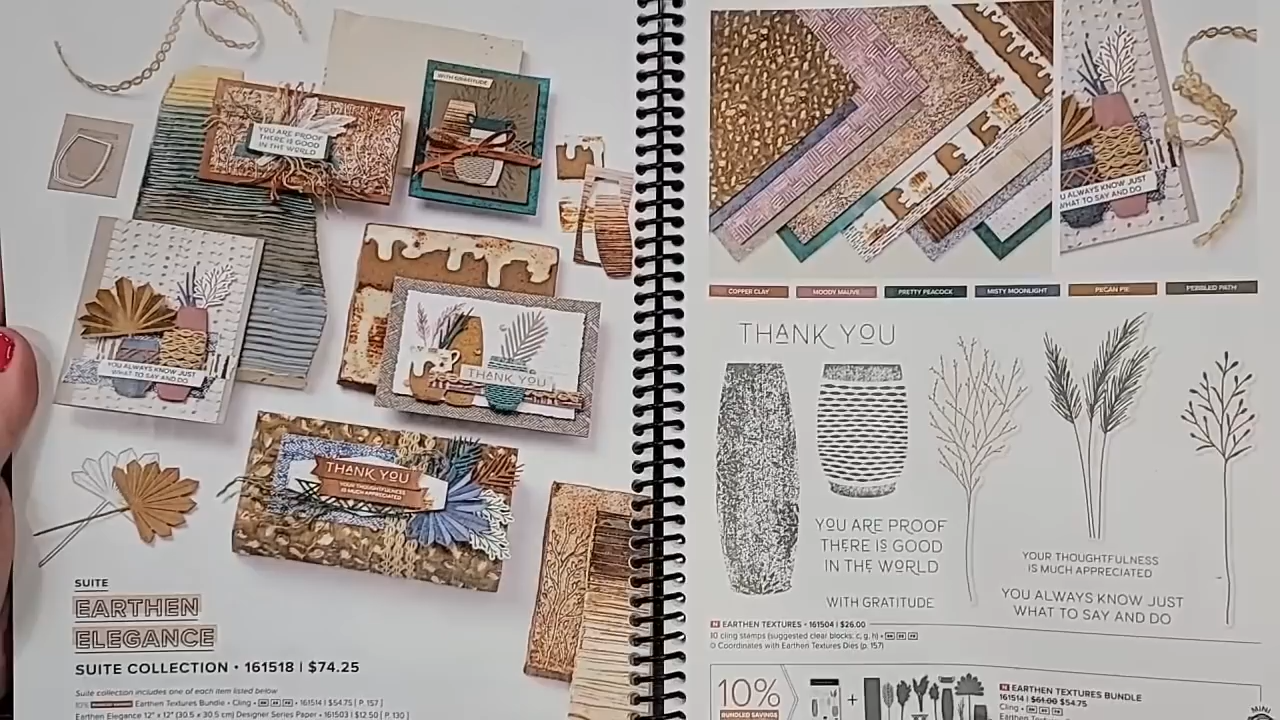 WITH GRATITUDE
YOU ARE PROOF
THERE IS GOOD
IN THE WORLD
YOU ALWAYS KNOW JUST
WHAT TO SAY AND DO
THANK YOU
THANK YOU
YOUR THOUGHTFULNESS
IS MUCH APPRECIATED
SUITE
EARTHEN
ELEGANCE
SUITE COLLECTION • 161518 | $74.25
Suite collection includes one of each item listed below
10% Earthen Textures Bundle • Cling • 161514 | $54.75 [ P. 157 ]
Earthen Elegance 12" x 12" (30.5 x 30.5 cm) Designer Series Paper • 161503 | $12.50 [ P. 130 ]
ALWAYS KNOW JUST
WHAT TO SAY AND DO
COPPER CLAY
MOODY MAUVE
PRETTY PEACOCK
MISTY MOONLIGHT
PECAN PIE
PEBBLED PATH
THANK YOU
YOU ARE PROOF
THERE IS GOOD
IN THE WORLD
WITH GRATITUDE
YOUR THOUGHTFULNESS
IS MUCH APPRECIATED
YOU ALWAYS KNOW JUST
WHAT TO SAY AND DO
N EARTHEN TEXTURES • 161504 | $26.00
10 cling stamps (suggested clear blocks: c, g, h) •
Coordinates with Earthen Textures Dies (p. 157)
10%
BUNDLED SAVINGS
+
N EARTHEN TEXTURES BUNDLE
161514 | $61.00 $54.75
Cling •
Earthen Textures
MINI